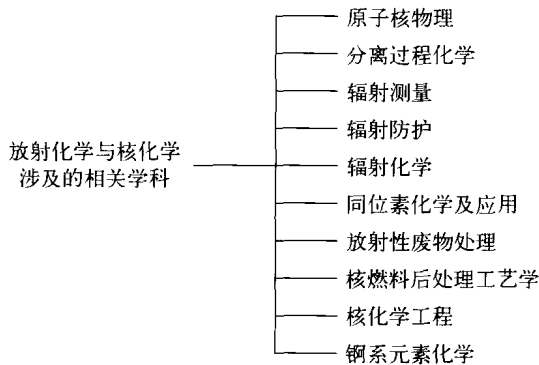 放射化学与核化学
涉及的相关学科
原子核物理
分离过程化学
辐射测量
辐射防护
辐射化学
同位素化学及应用
放射性废物处理
核燃料后处理工艺学
核化学工程
锕系元素化学